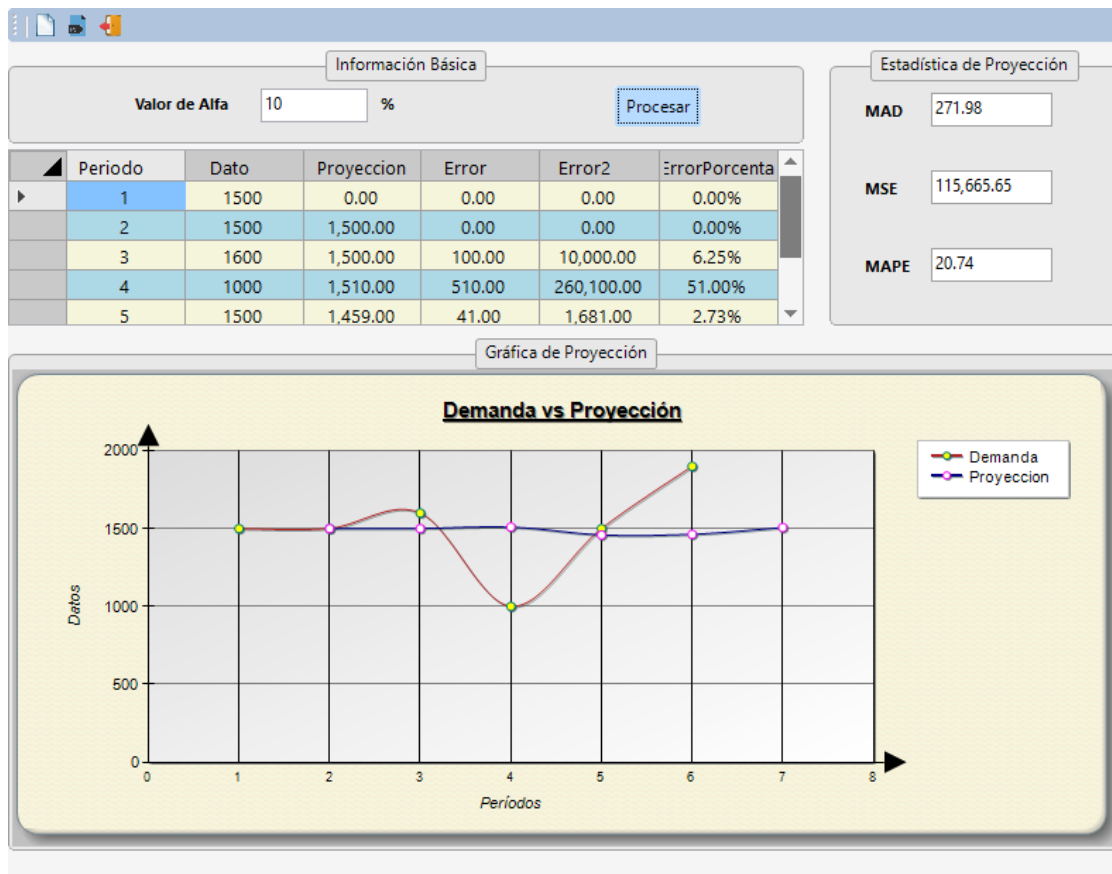 Información Básica
Valor de Alfa 10 % Procesar
Periodo Dato Proyeccion Error Error2 ErrorPorcenta
1 1500 0.00 0.00 0.00 0.00%
2 1500 1,500.00 0.00 0.00 0.00%
3 1600 1,500.00 100.00 10,000.00 6.25%
4 1000 1,510.00 510.00 260,100.00 51.00%
5 1500 1,459.00 41.00 1,681.00 2.73%
Estadística de Proyección
MAD 271.98
MSE 115,665.65
MAPE 20.74
Gráfica de Proyección
Demanda vs Proyección
Demanda
Proyeccion
2000
1500
1000
500
0
Datos
0 1 2 3 4 5 6 7 8
Períodos